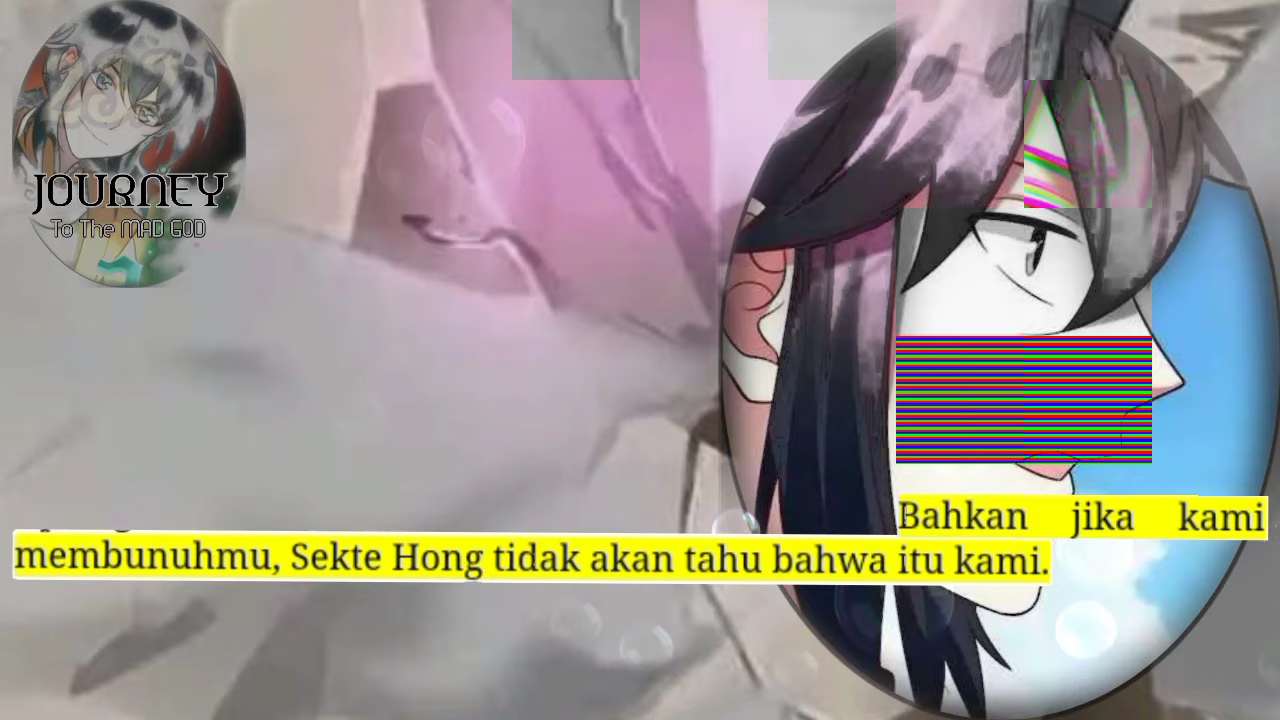 JOURNEY
To The MAD GOD
Bahkan jika kami
membunuhmu, Sekte Hong tidak akan tahu bahwa itu kami.